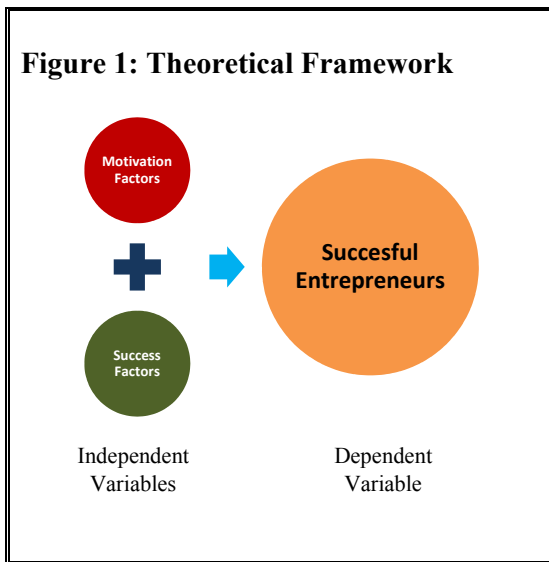 Figure 1: Theoretical Framework
Motivation
Factors
Succesful
Entrepreneurs
Success
Factors
Independent
Variables
Dependent
Variable